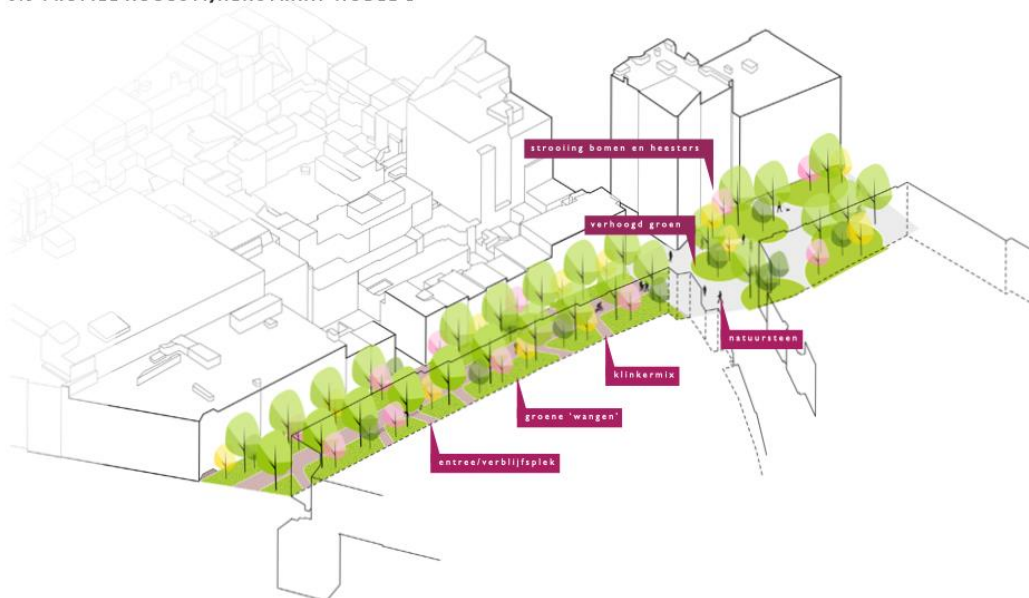 strooiing bomen en heesters
verhoogd groen
natuursteen
klinkermix
groene 'wangen'
entree/verblijfsplek